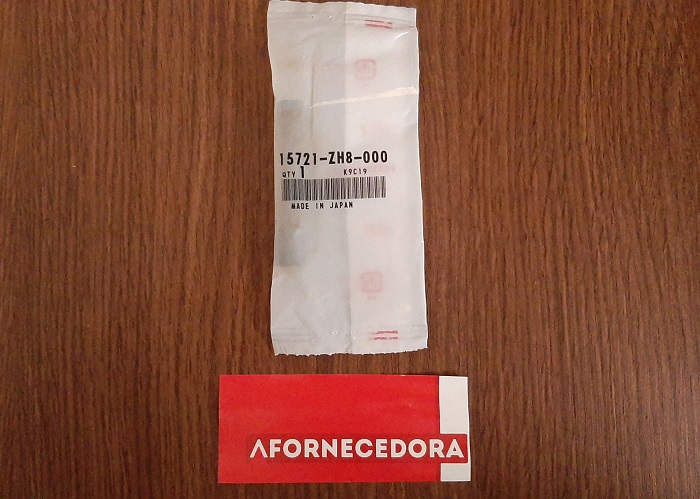 15721-ZH8-000
QTY 1 K9C19
MADE IN JAPAN
AFORNECEDORA